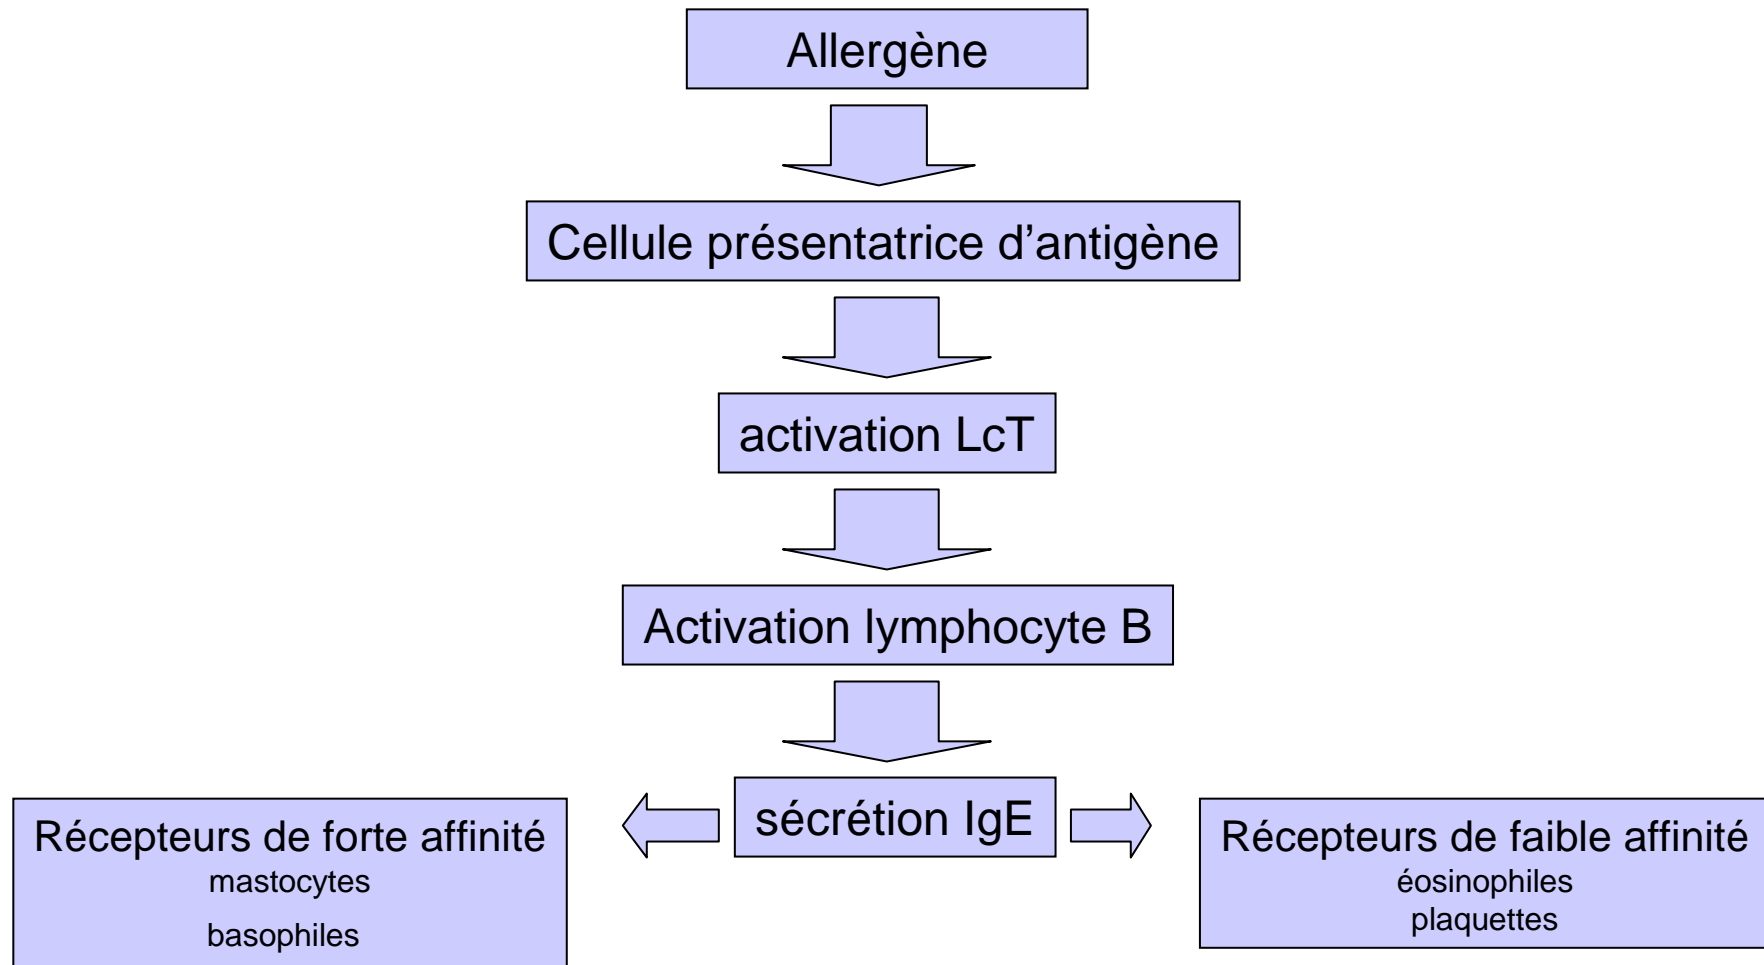 Allergène
Cellule présentatrice d’antigène
activation LcT
Activation lymphocyte B
sécrétion IgE
Récepteurs de forte affinité
mastocytes
basophiles
Récepteurs de faible affinité
éosinophiles
plaquettes